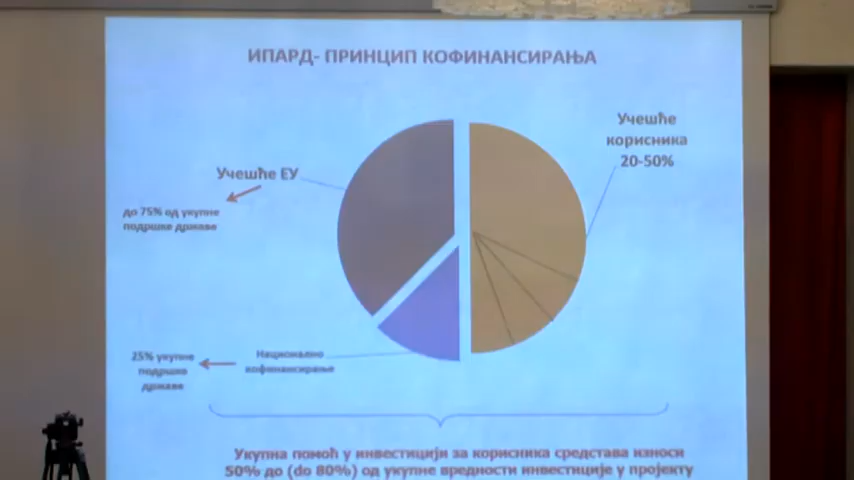 ИПАРД- ПРИНЦИП КОФИНАНСИРАЊА
Учешће
корисника
20-50%
Учешће ЕУ
до 75% од укупне
подршке државе
25% укупне
подршке
државе
Национално
кофинансирање
Укупна помоћ у инвестицији за корисника средстава износи
50% до (do 80%) од укупне вредности инвестиције у пројекту